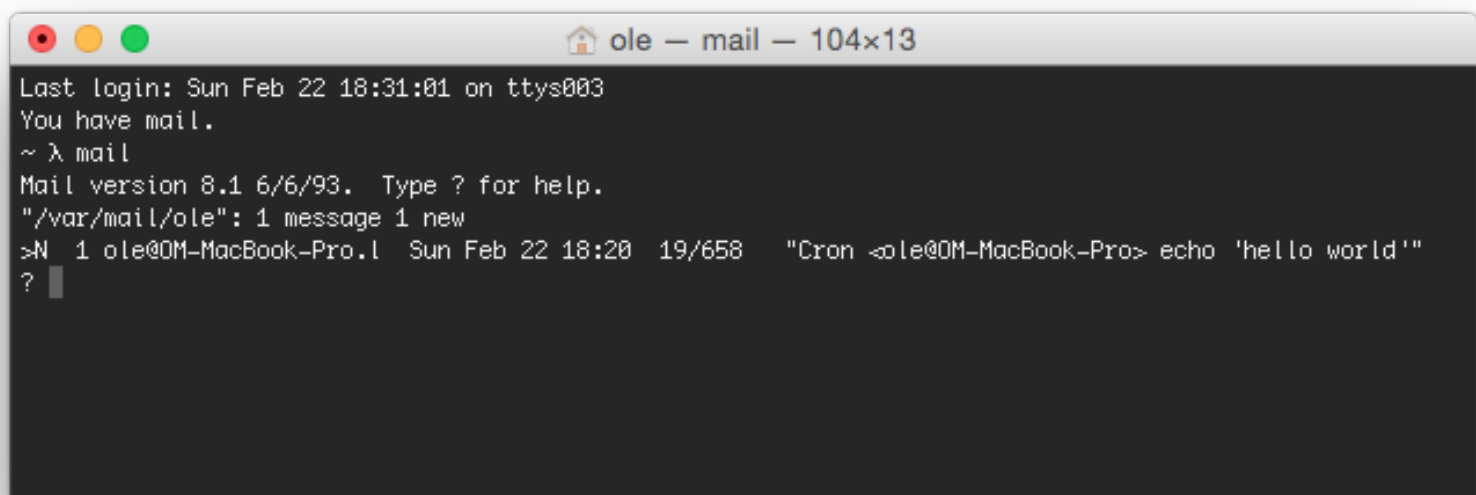 ole — mail — 104×13
Last login: Sun Feb 22 18:31:01 on ttys003
You have mail.
~ λ mail
Mail version 8.1 6/6/93.  Type ? for help.
"/var/mail/ole": 1 message 1 new
>N  1 ole@OM-MacBook-Pro.l  Sun Feb 22 18:20  19/658   "Cron <ole@OM-MacBook-Pro> echo 'hello world'"
?